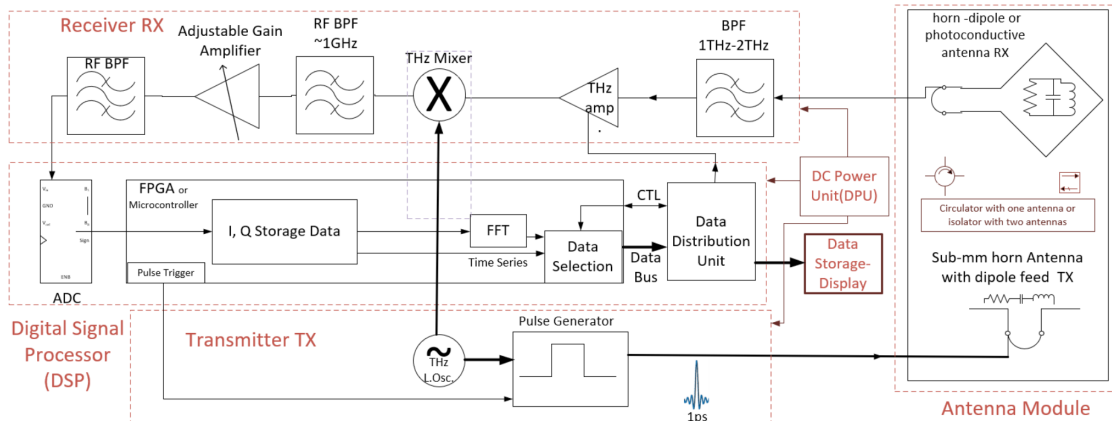 Receiver RX
Adjustable Gain
Amplifier
RF BPF
~1GHz
THz Mixer
BPF
1THz-2THz
horn -dipole or
photoconductive
antenna RX
RF BPF
X
THz
amp
.
FPGA or
Microcontroller
I, Q Storage Data
FFT
Time Series
CTL
Data
Selection
Data
Bus
Data
Distribution
Unit
DC Power
Unit(DPU)
Data
Storage-
Display
Circulator with one antenna or
isolator with two antennas
Sub-mm horn Antenna
with dipole feed TX
GND
Sign
ENB
ADC
Pulse Trigger
Digital Signal
Processor
(DSP)
Transmitter TX
THz
L.Osc.
Pulse Generator
1ps
Antenna Module